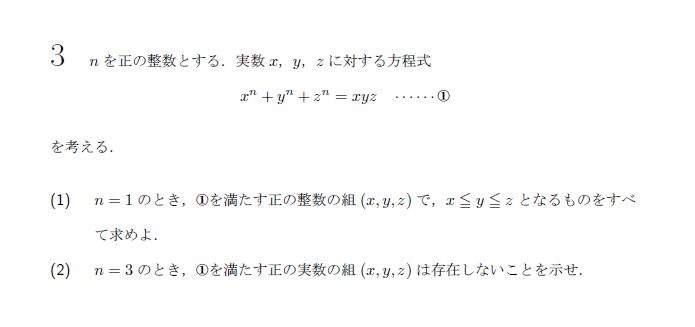 3 nを正の整数とする．実数 x，y，z に対する方程式
xⁿ + yⁿ + zⁿ = xyz ⋯⋯①
を考える．
(1) n = 1 のとき，①を満たす正の整数の組 (x, y, z) で，x ≦ y ≦ z となるものをすべ
て求めよ．
(2) n = 3 のとき，①を満たす正の実数の組 (x, y, z) は存在しないことを示せ．